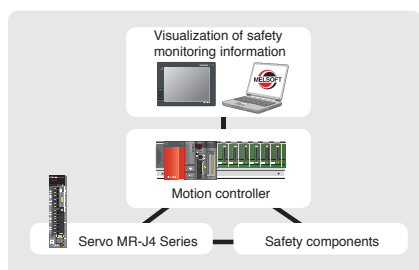 Visualization of safety
monitoring information
MELSOFT
Motion controller
Servo MR-J4 Series
Safety components